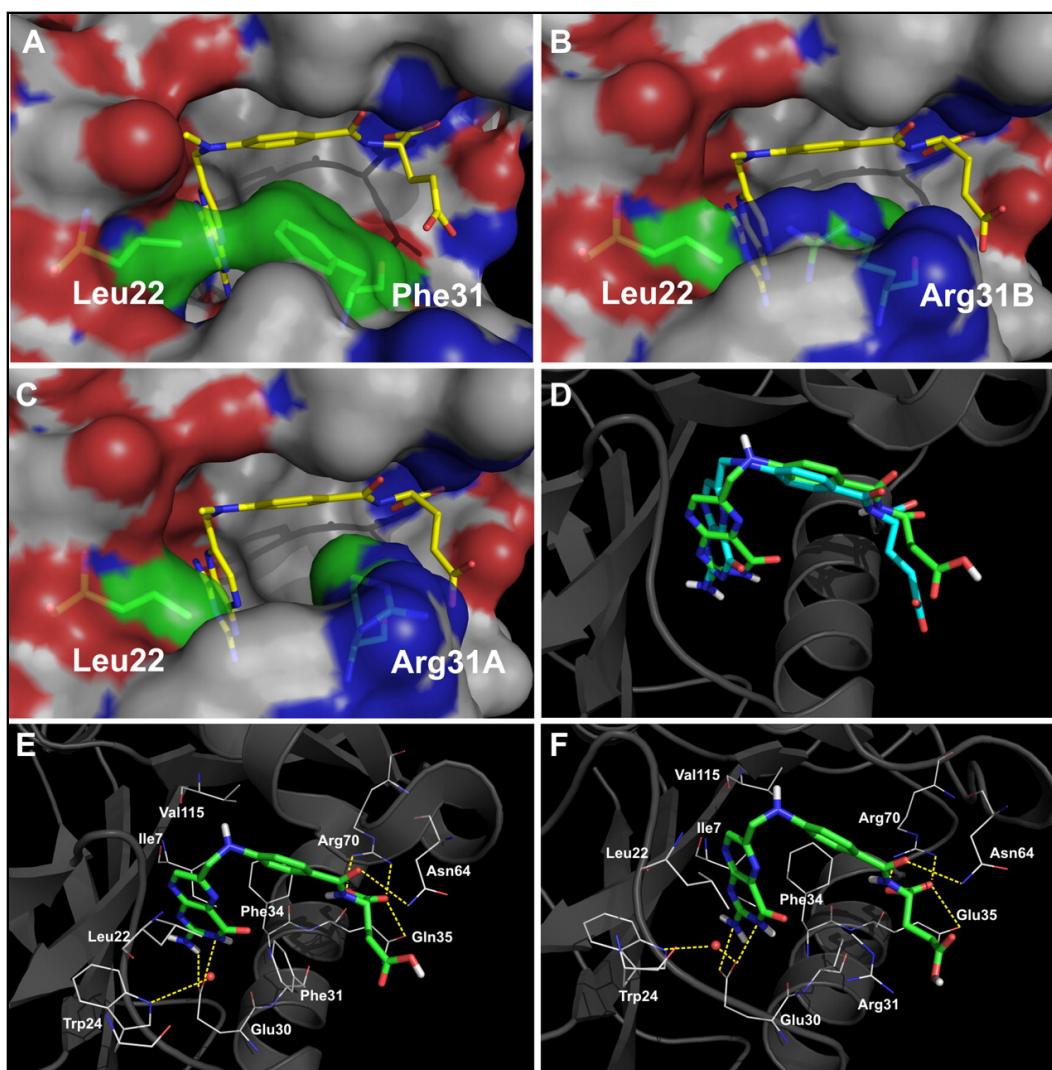 A
Leu22
Phe31
B
Leu22
Arg31B
C
Leu22
Arg31A
D
E
Val115
Ile7
Arg70
Asn64
Phe34
Leu22
Gln35
Phe31
Trp24
Glu30
F
Val115
Ile7
Arg70
Leu22
Asn64
Phe34
Glu35
Trp24
Arg31
Glu30